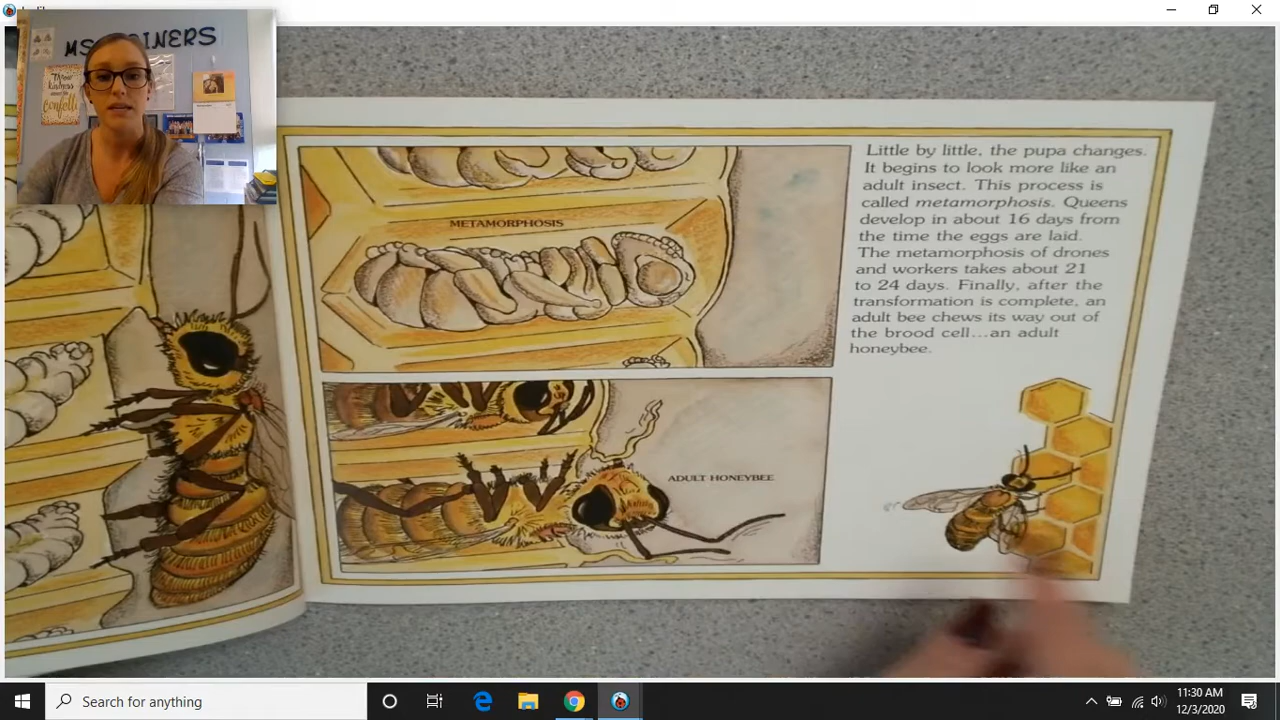 MS
INERS
confetti
METAMORPHOSIS
ADULT HONEYBEE
Little by little, the pupa changes.
It begins to look more like an
adult insect. This process is
called metamorphosis. Queens
develop in about 16 days from
the time the eggs are laid.
The metamorphosis of drones
and workers takes about 21
to 24 days. Finally, after the
transformation is complete, an
adult bee chews its way out of
the brood cell...an adult
honeybee.
Search for anything
11:30 AM
12/3/2020